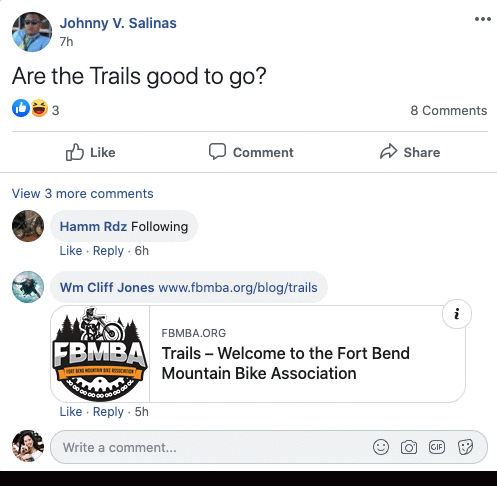 Johnny V. Salinas
7h
Are the Trails good to go?
3
8 Comments
Like
Comment
Share
View 3 more comments
Hamm Rdz Following
Like · Reply · 6h
Wm Cliff Jones www.fbmba.org/blog/trails
FBMBA
FORT BEND MOUNTAIN BIKE ASSOCIATION
i
FBMBA.ORG
Trails – Welcome to the Fort Bend
Mountain Bike Association
Like · Reply · 5h
Write a comment...
GIF